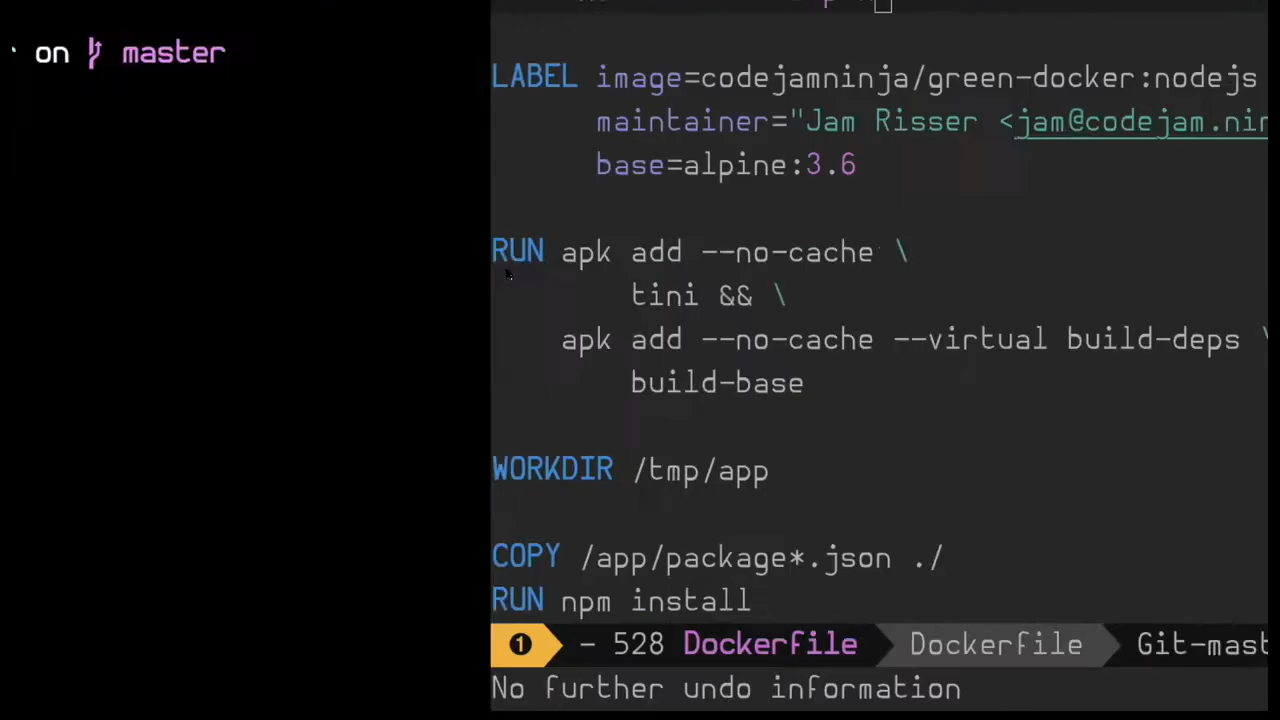 on master
LABEL image=codejamninja/green-docker:nodejs
maintainer="Jam Risser <jam@codejam.nin
base=alpine:3.6
RUN apk add --no-cache \
tini && \
apk add --no-cache --virtual build-deps \
build-base
WORKDIR /tmp/app
COPY /app/package*.json ./
RUN npm install
1 - 528 Dockerfile Dockerfile Git-mast
No further undo information